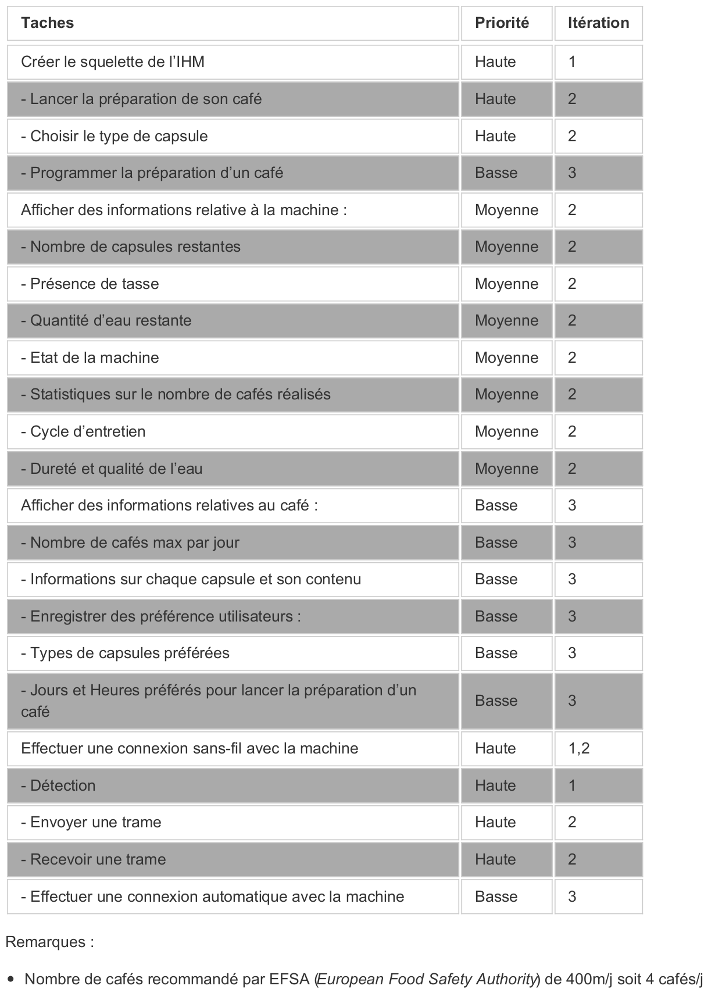 Taches Priorité Itération
Créer le squelette de l’IHM Haute 1
- Lancer la préparation de son café Haute 2
- Choisir le type de capsule Haute 2
- Programmer la préparation d’un café Basse 3
Afficher des informations relative à la machine : Moyenne 2
- Nombre de capsules restantes Moyenne 2
- Présence de tasse Moyenne 2
- Quantité d’eau restante Moyenne 2
- Etat de la machine Moyenne 2
- Statistiques sur le nombre de cafés réalisés Moyenne 2
- Cycle d’entretien Moyenne 2
- Dureté et qualité de l’eau Moyenne 2
Afficher des informations relatives au café : Basse 3
- Nombre de cafés max par jour Basse 3
- Informations sur chaque capsule et son contenu Basse 3
- Enregistrer des préférence utilisateurs : Basse 3
- Types de capsules préférées Basse 3
- Jours et Heures préférés pour lancer la préparation d’un
café Basse 3
Effectuer une connexion sans-fil avec la machine Haute 1,2
- Détection Haute 1
- Envoyer une trame Haute 2
- Recevoir une trame Haute 2
- Effectuer une connexion automatique avec la machine Basse 3
Remarques :
• Nombre de cafés recommandé par EFSA (European Food Safety Authority) de 400m/j soit 4 cafés/j